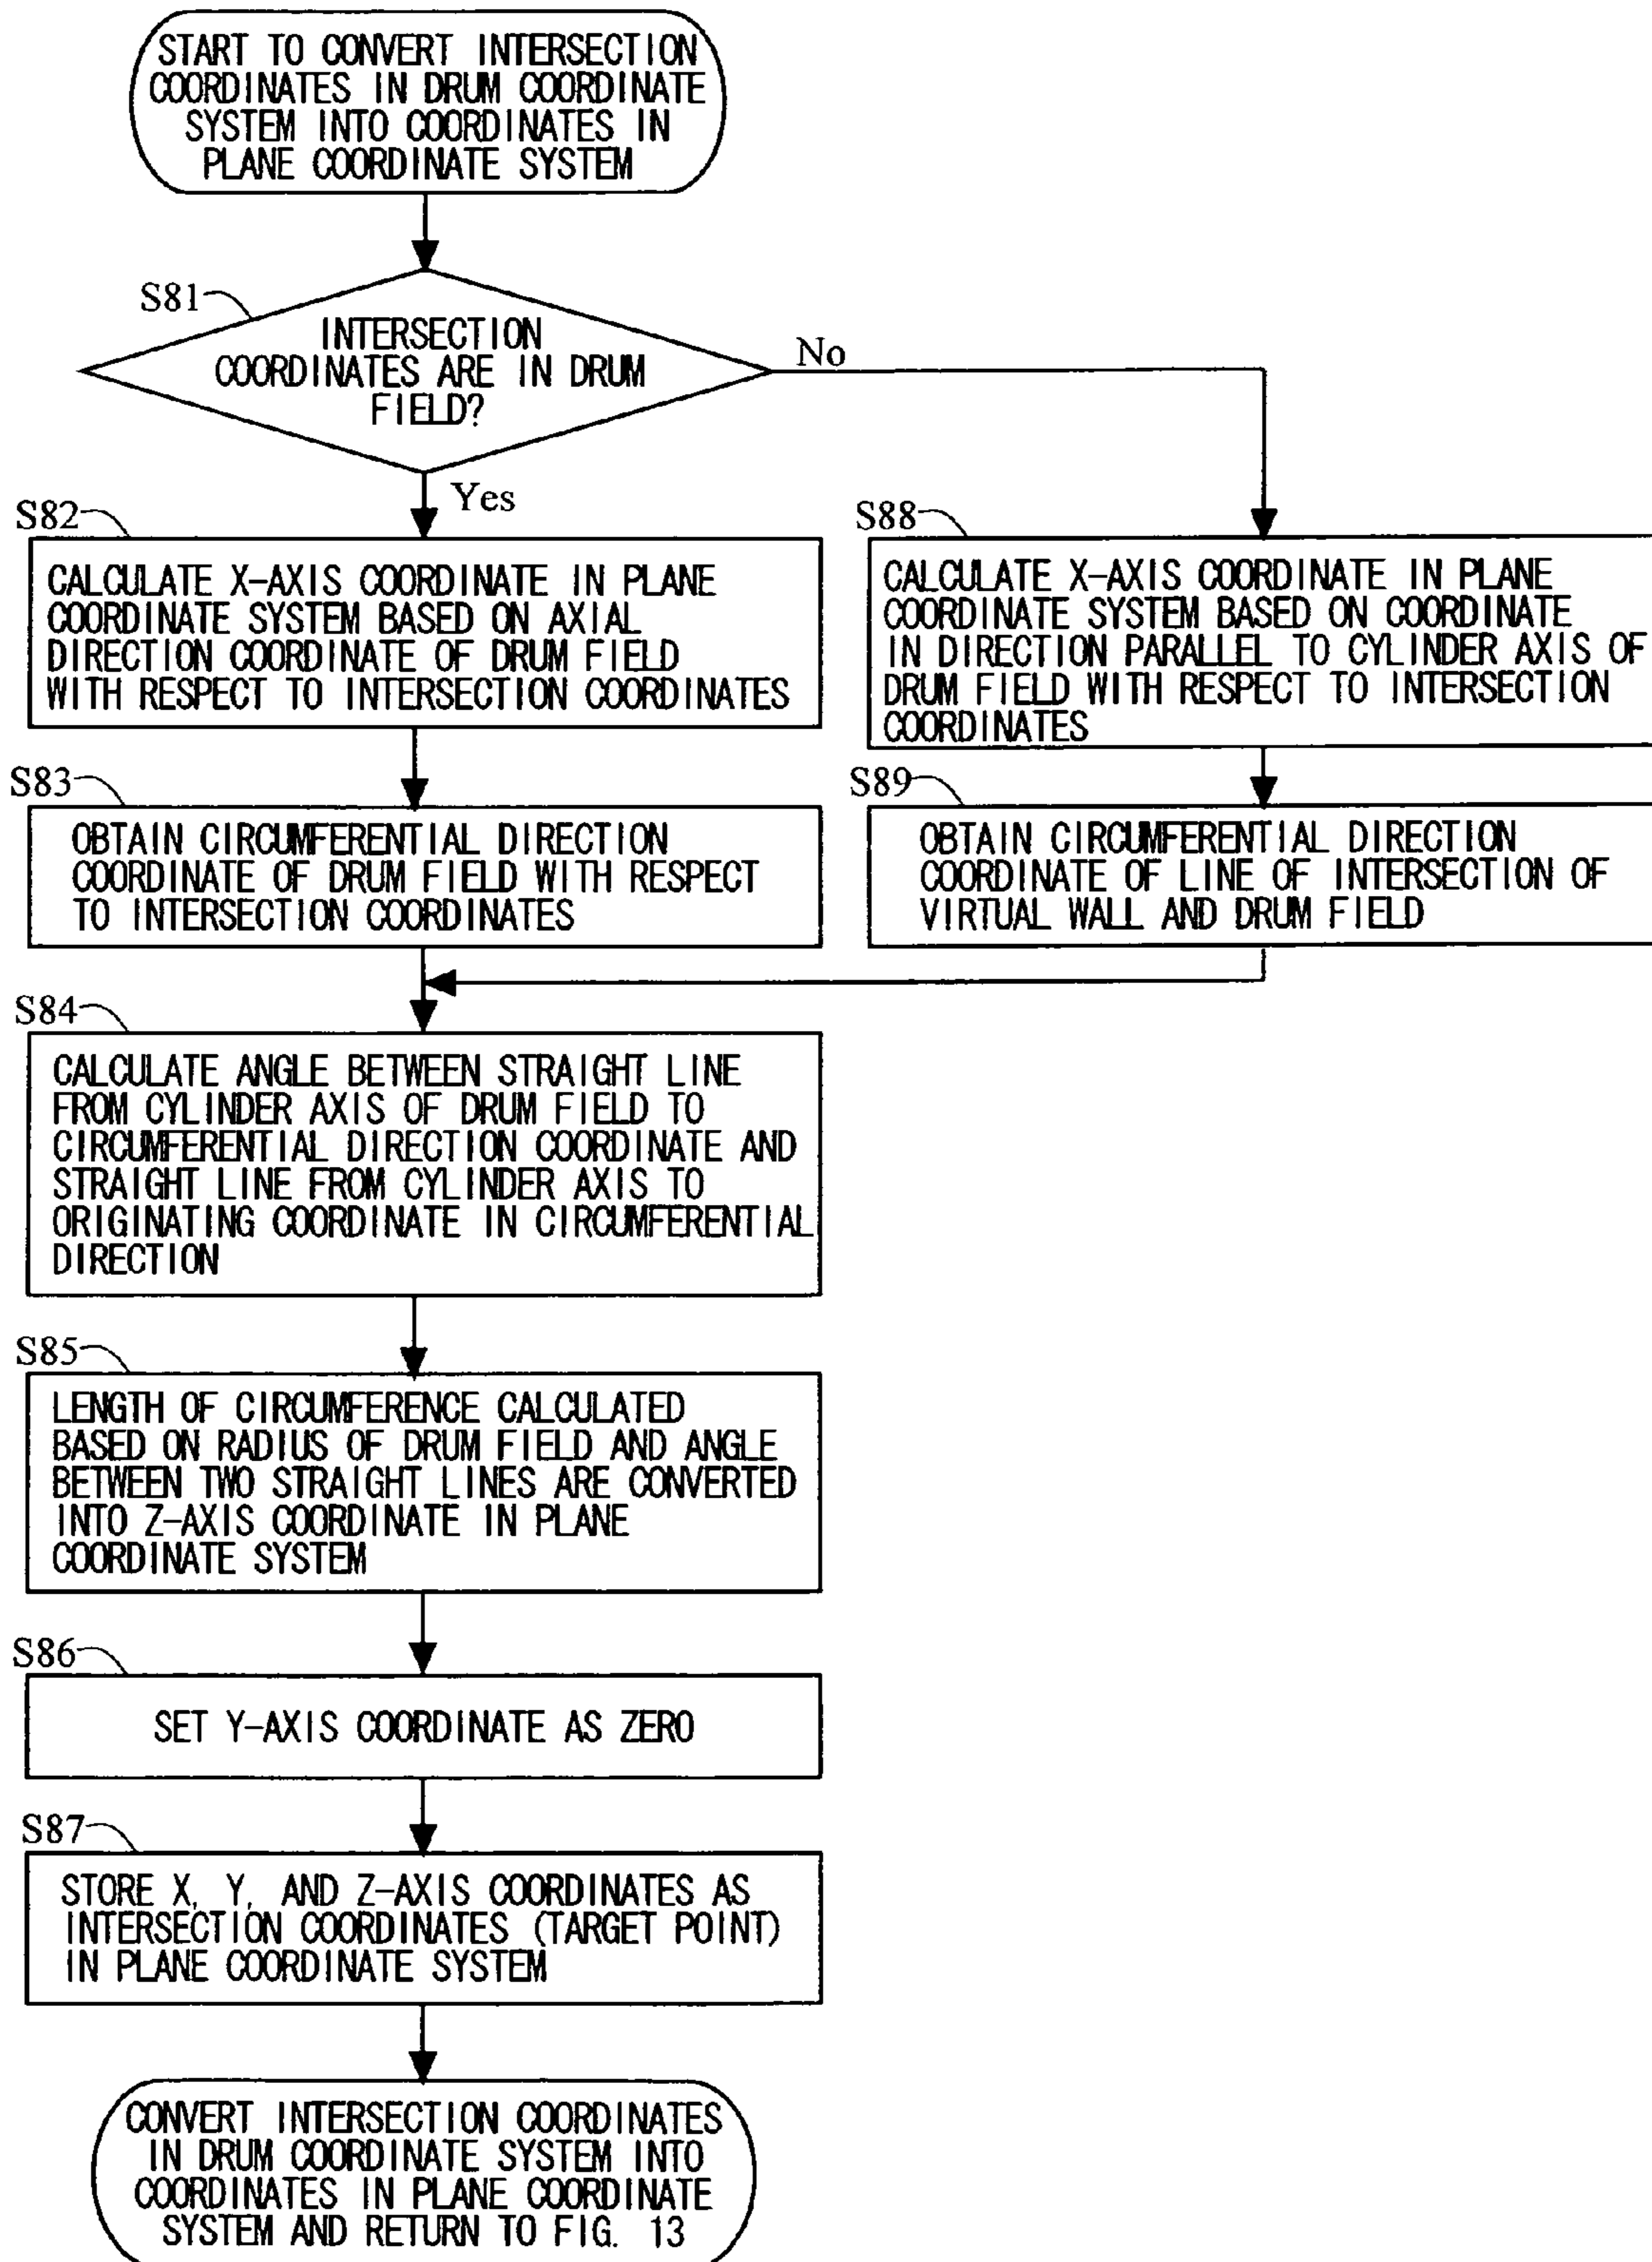 START TO CONVERT INTERSECTION
COORDINATES IN DRUM COORDINATE
SYSTEM INTO COORDINATES IN
PLANE COORDINATE SYSTEM
S81
INTERSECTION
COORDINATES ARE IN DRUM
FIELD?
No
Yes
S82
CALCULATE X-AXIS COORDINATE IN PLANE
COORDINATE SYSTEM BASED ON AXIAL
DIRECTION COORDINATE OF DRUM FIELD
WITH RESPECT TO INTERSECTION COORDINATES
S88
CALCULATE X-AXIS COORDINATE IN PLANE
COORDINATE SYSTEM BASED ON COORDINATE
IN DIRECTION PARALLEL TO CYLINDER AXIS OF
DRUM FIELD WITH RESPECT TO INTERSECTION
COORDINATES
S83
OBTAIN CIRCUMFERENTIAL DIRECTION
COORDINATE OF DRUM FIELD WITH RESPECT
TO INTERSECTION COORDINATES
S89
OBTAIN CIRCUMFERENTIAL DIRECTION
COORDINATE OF LINE OF INTERSECTION OF
VIRTUAL WALL AND DRUM FIELD
S84
CALCULATE ANGLE BETWEEN STRAIGHT LINE
FROM CYLINDER AXIS OF DRUM FIELD TO
CIRCUMFERENTIAL DIRECTION COORDINATE AND
STRAIGHT LINE FROM CYLINDER AXIS TO
ORIGINATING COORDINATE IN CIRCUMFERENTIAL
DIRECTION
S85
LENGTH OF CIRCUMFERENCE CALCULATED
BASED ON RADIUS OF DRUM FIELD AND ANGLE
BETWEEN TWO STRAIGHT LINES ARE CONVERTED
INTO Z-AXIS COORDINATE IN PLANE
COORDINATE SYSTEM
S86
SET Y-AXIS COORDINATE AS ZERO
S87
STORE X, Y, AND Z-AXIS COORDINATES AS
INTERSECTION COORDINATES (TARGET POINT)
IN PLANE COORDINATE SYSTEM
CONVERT INTERSECTION COORDINATES
IN DRUM COORDINATE SYSTEM INTO
COORDINATES IN PLANE COORDINATE
SYSTEM AND RETURN TO FIG. 13